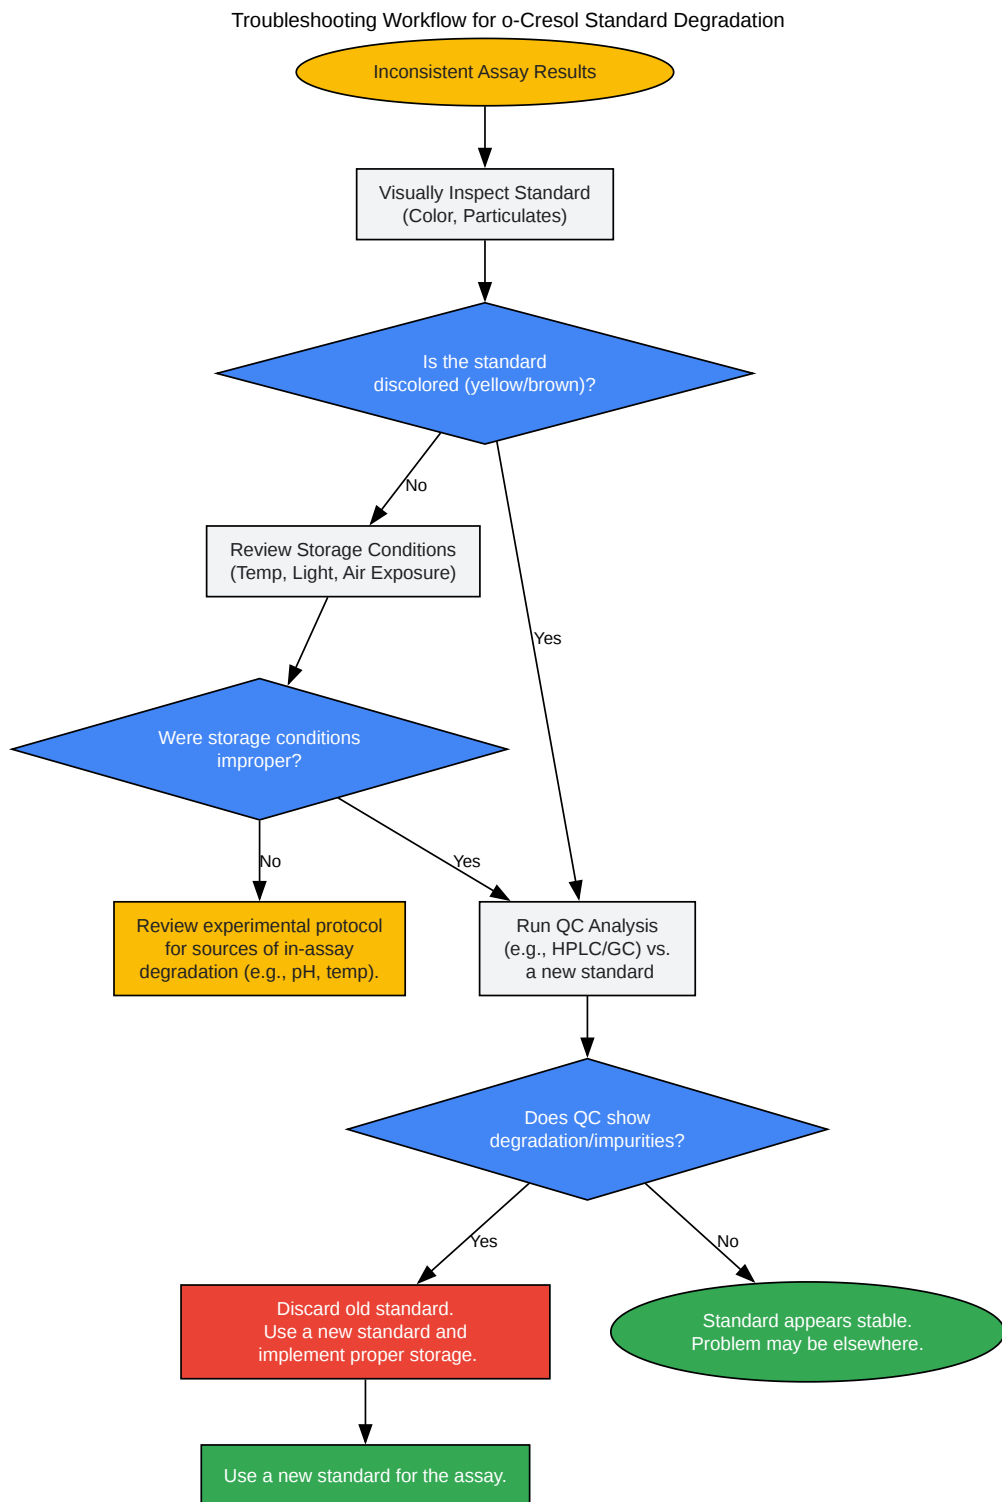 Troubleshooting Workflow for o-Cresol Standard Degradation
Inconsistent Assay Results
Visually Inspect Standard
(Color, Particulates)
Is the standard
discolored (yellow/brown)?
No
Review Storage Conditions
(Temp, Light, Air Exposure)
Yes
Were storage conditions
improper?
No
Yes
Review experimental protocol
for sources of in-assay
degradation (e.g., pH, temp).
Run QC Analysis
(e.g., HPLC/GC) vs.
a new standard
Does QC show
degradation/impurities?
Yes
No
Discard old standard.
Use a new standard and
implement proper storage.
Standard appears stable.
Problem may be elsewhere.
Use a new standard for the assay.